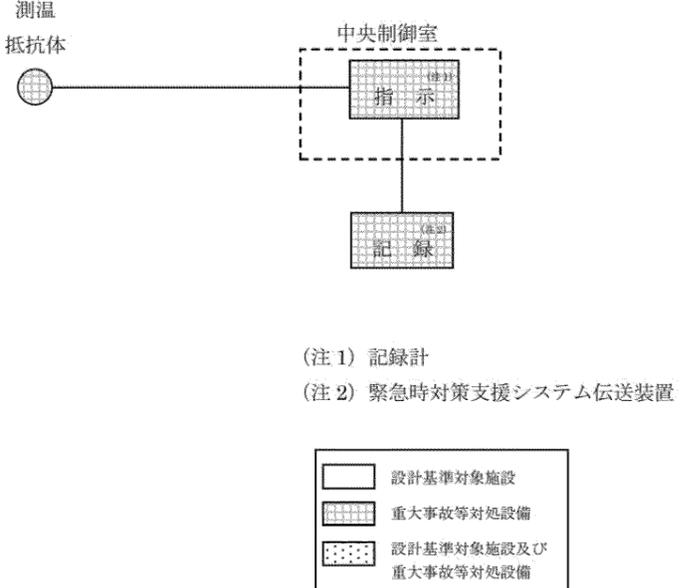 測温
抵抗体
中央制御室
(注1)
指 示
(注2)
記 録
(注 1) 記録計
(注 2) 緊急時対策支援システム伝送装置
設計基準対象施設
重大事故等対処設備
設計基準対象施設及び
重大事故等対処設備